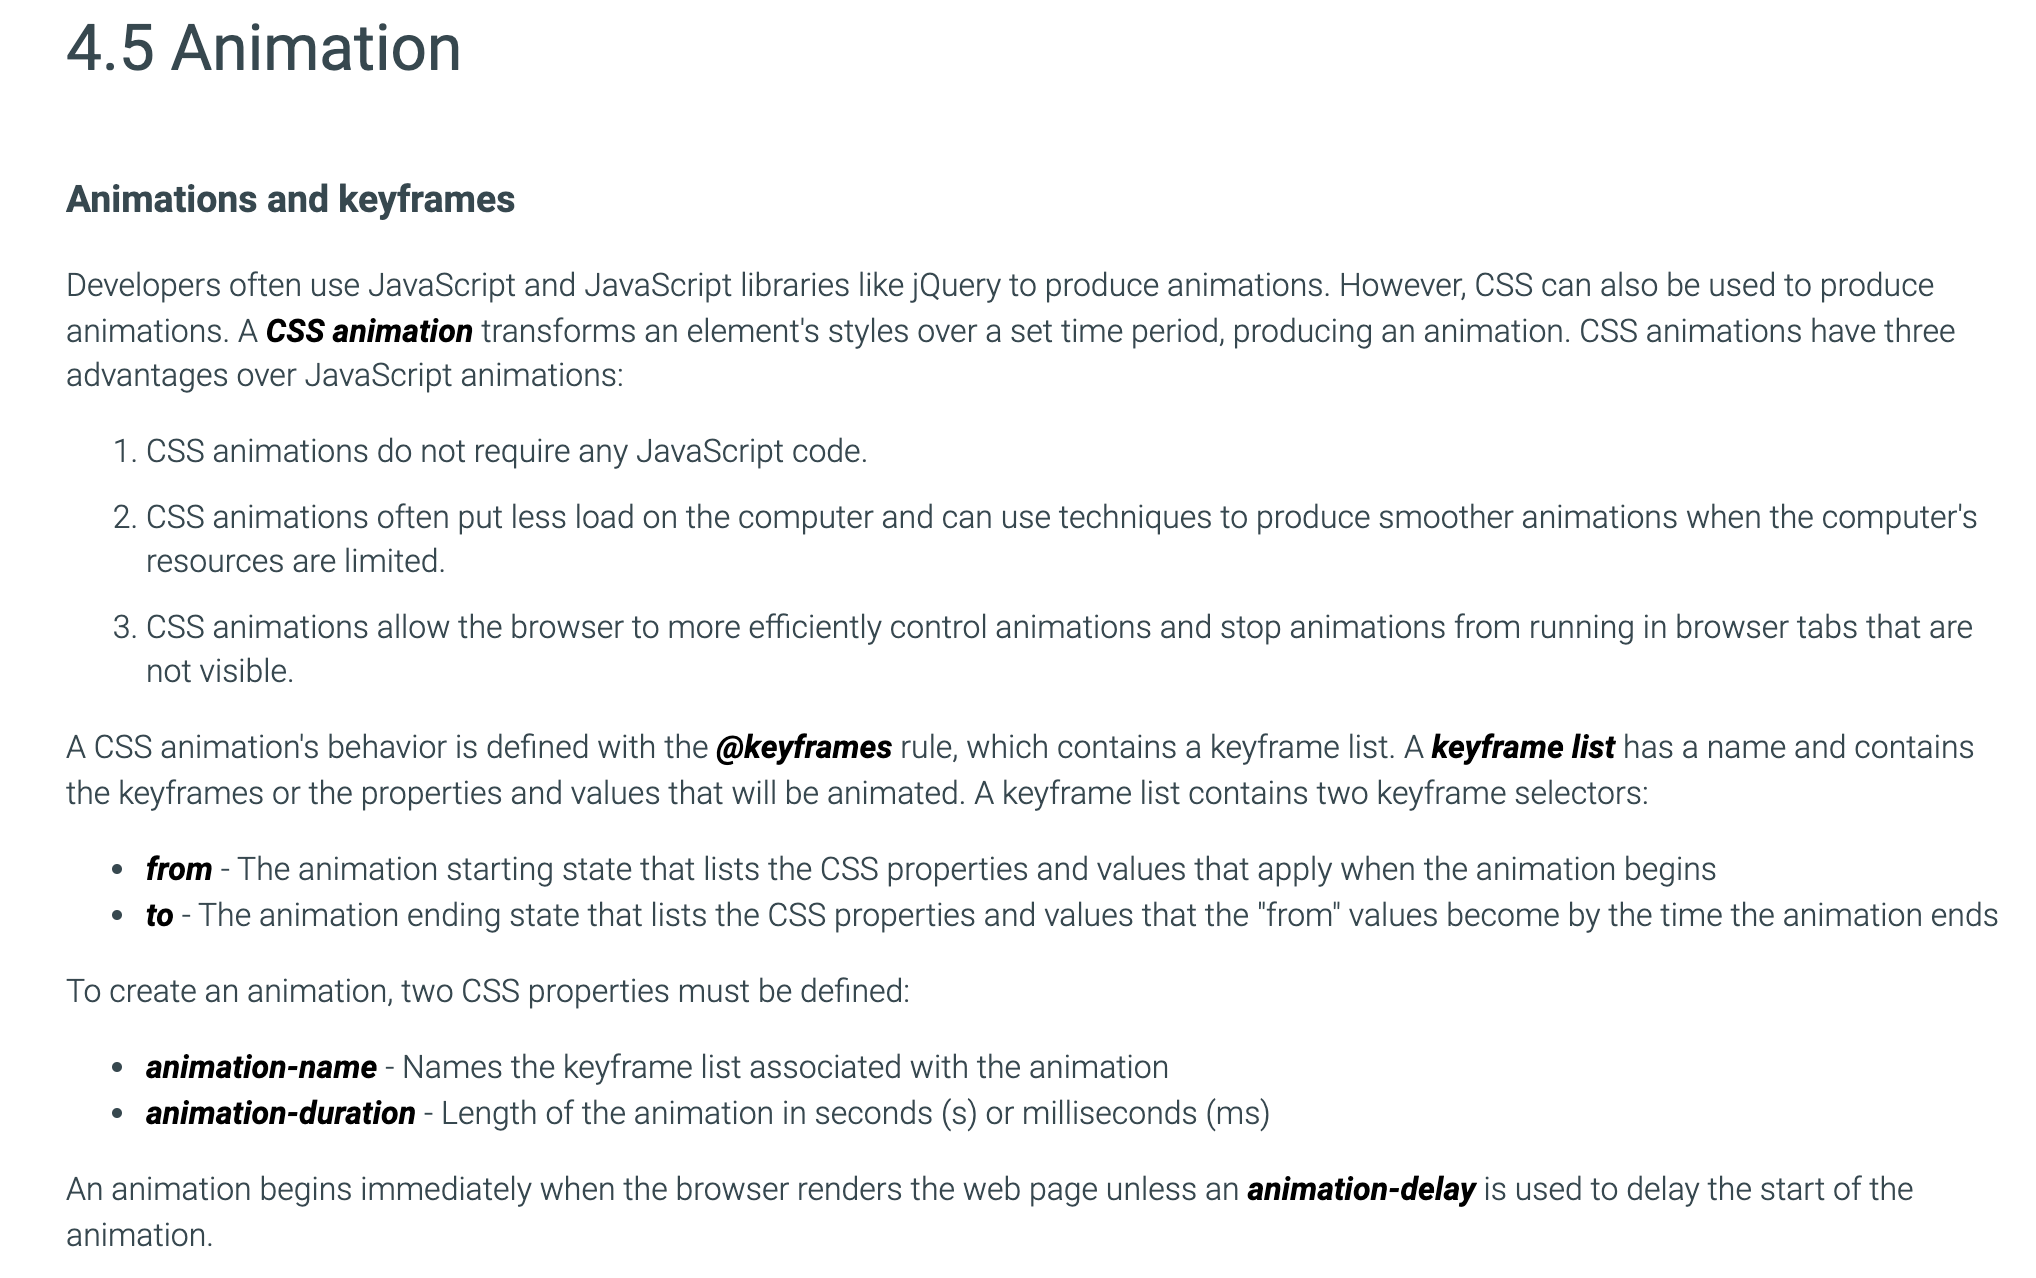 4.5 Animation
Animations and keyframes
Developers often use JavaScript and JavaScript libraries like jQuery to produce animations. However, CSS can also be used to produce
animations. A CSS animation transforms an element's styles over a set time period, producing an animation. CSS animations have three
advantages over JavaScript animations:
1. CSS animations do not require any JavaScript code.
2. CSS animations often put less load on the computer and can use techniques to produce smoother animations when the computer's
resources are limited.
3. CSS animations allow the browser to more efficiently control animations and stop animations from running in browser tabs that are
not visible.
A CSS animation's behavior is defined with the @keyframes rule, which contains a keyframe list. A keyframe list has a name and contains
the keyframes or the properties and values that will be animated. A keyframe list contains two keyframe selectors:
• from - The animation starting state that lists the CSS properties and values that apply when the animation begins
• to - The animation ending state that lists the CSS properties and values that the "from" values become by the time the animation ends
To create an animation, two CSS properties must be defined:
• animation-name - Names the keyframe list associated with the animation
• animation-duration - Length of the animation in seconds (s) or milliseconds (ms)
An animation begins immediately when the browser renders the web page unless an animation-delay is used to delay the start of the
animation.